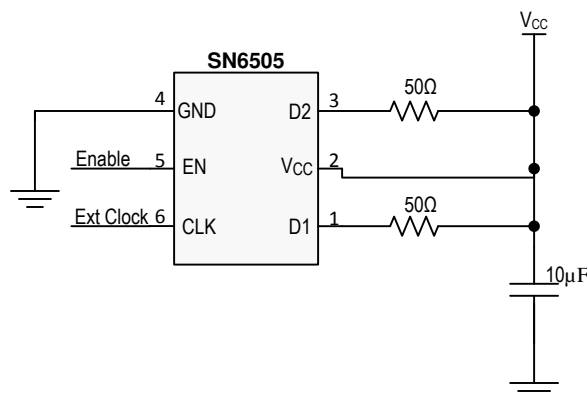 VCC
SN6505
50Ω
4 GND D2 3
Enable 5 EN VCC 2
50Ω
Ext Clock 6 CLK D1 1
10µF